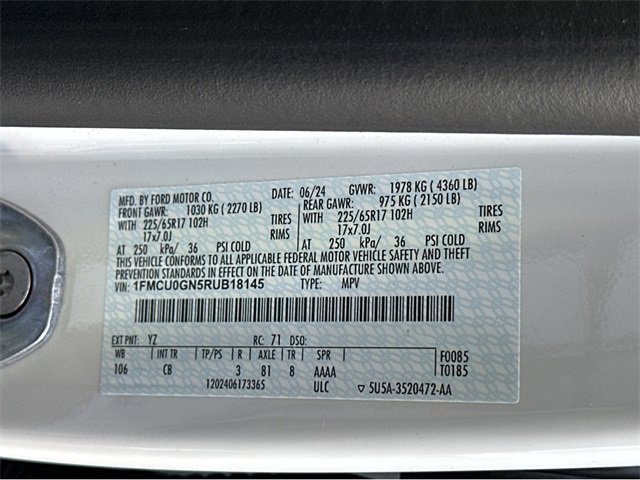 MFD. BY FORD MOTOR CO. DATE: 06/24 GVWR: 1978 KG ( 4360 LB)
FRONT GAWR: 1030 KG ( 2270 LB) REAR GAWR: 975 KG ( 2150 LB)
WITH 225/65R17 102H TIRES WITH 225/65R17 102H TIRES
17x7.0J RIMS 17x7.0J RIMS
AT 250 kPa/ 36 PSI COLD AT 250 kPa/ 36 PSI COLD
THIS VEHICLE CONFORMS TO ALL APPLICABLE FEDERAL MOTOR VEHICLE SAFETY AND THEFT
PREVENTION STANDARDS IN EFFECT ON THE DATE OF MANUFACTURE SHOWN ABOVE.
VIN: 1FMCU0GN5RUB18145 TYPE: MPV
EXT PNT: YZ RC: 71 DSO:
WB INT TR TP/PS R AXLE TR SPR F0085
106 CB 3 81 8 AAAA T0185
1202406173365 ULC ▽ 5U5A-3520472-AA